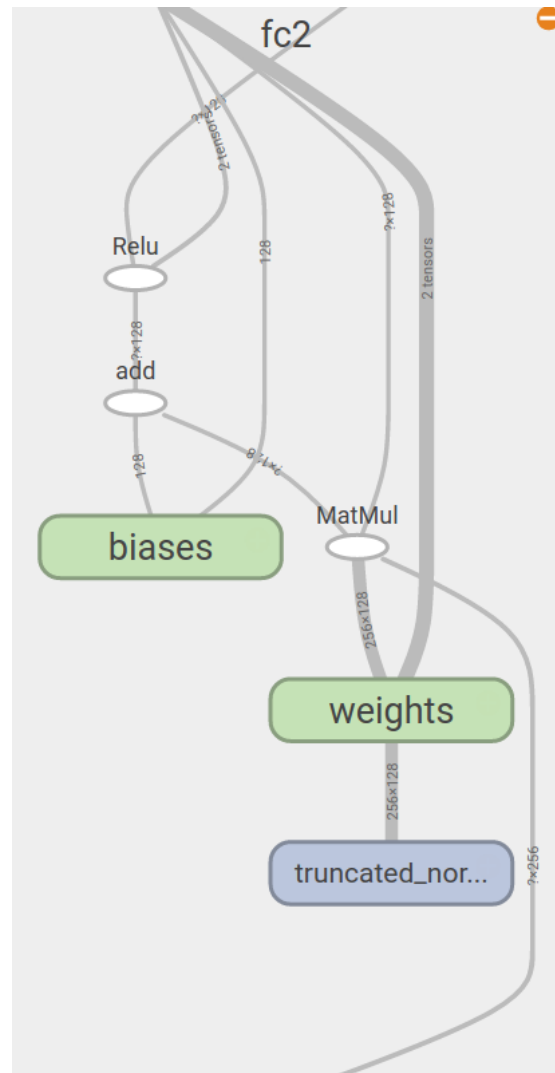 fc2
2 tensors
?×128
128
2 tensors
Relu
?×128
add
128
MatMul
256×128
biases
weights
256×128
truncated_nor...
?×256